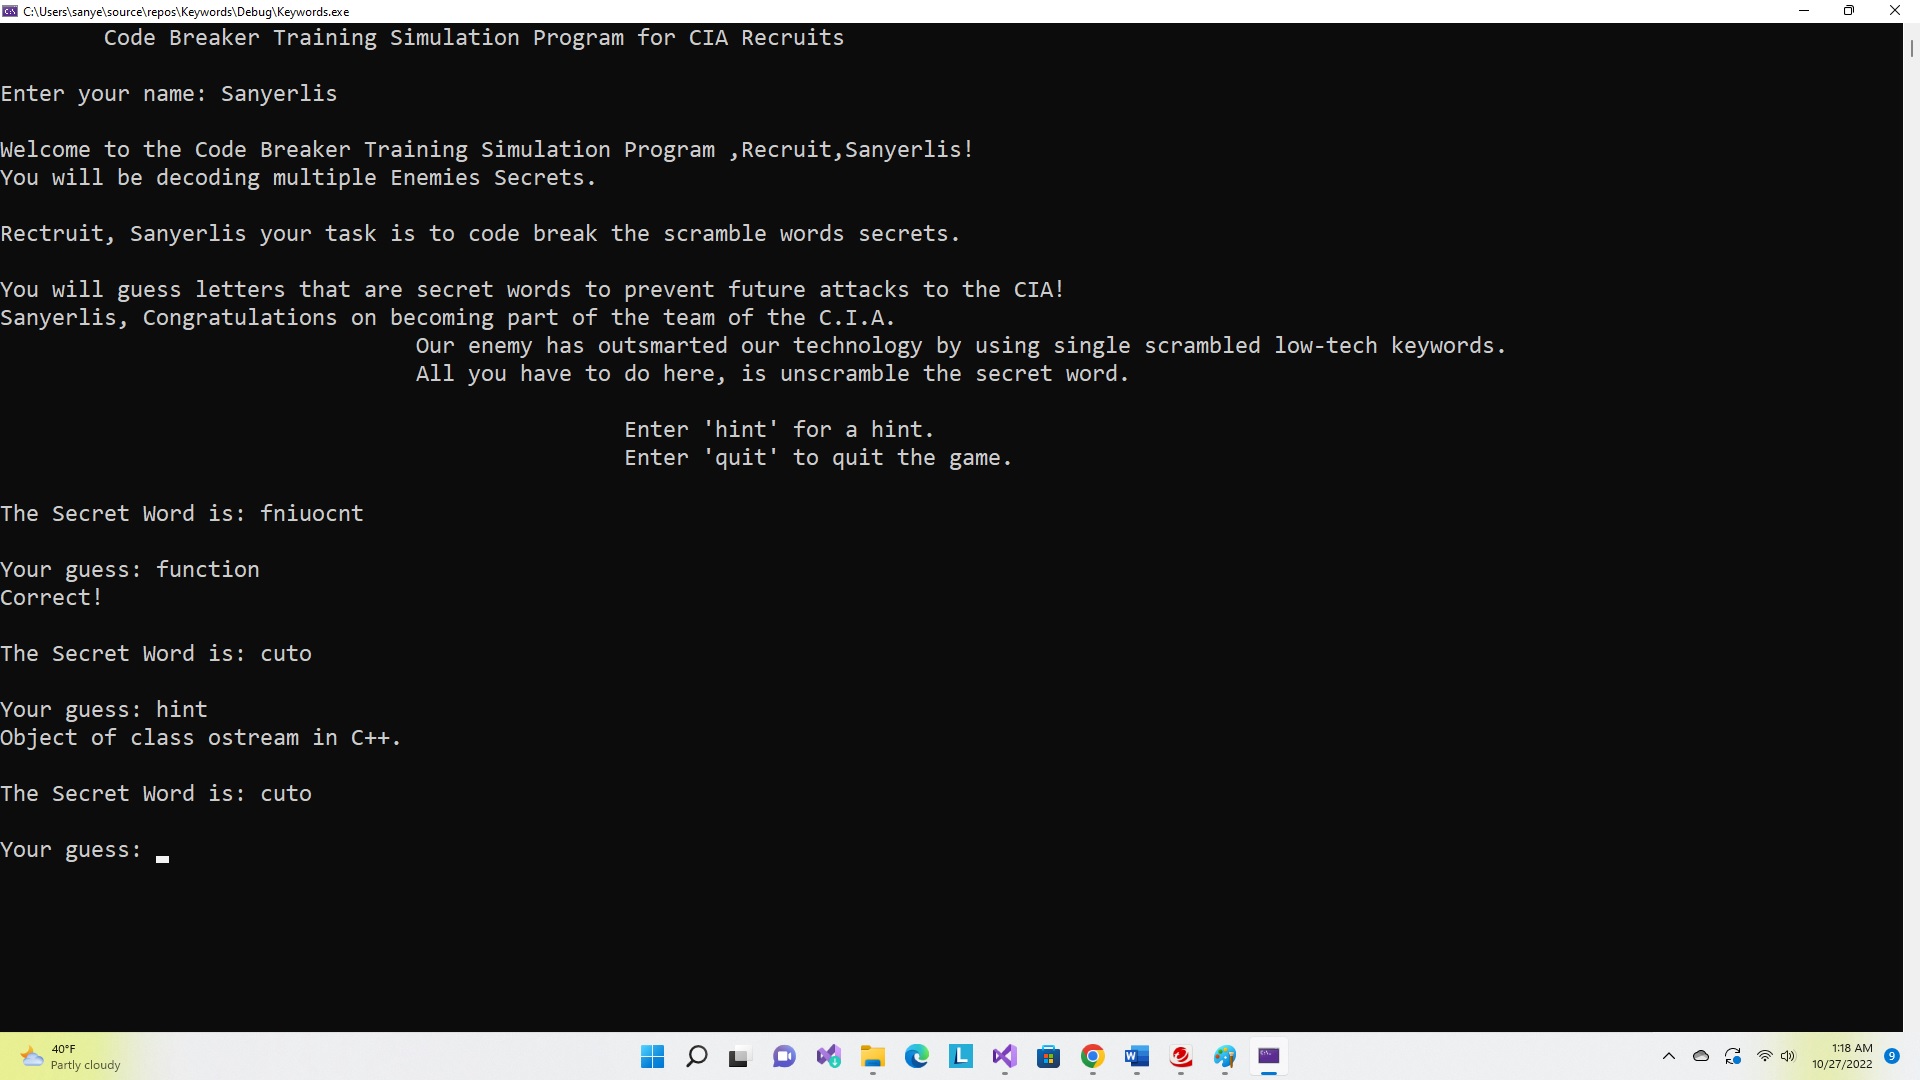 C:\Users\sanye\source\repos\Keywords\Debug\Keywords.exe
Code Breaker Training Simulation Program for CIA Recruits
Enter your name: Sanyerlis
Welcome to the Code Breaker Training Simulation Program ,Recruit,Sanyerlis!
You will be decoding multiple Enemies Secrets.
Rectruit, Sanyerlis your task is to code break the scramble words secrets.
You will guess letters that are secret words to prevent future attacks to the CIA!
Sanyerlis, Congratulations on becoming part of the team of the C.I.A.
Our enemy has outsmarted our technology by using single scrambled low-tech keywords.
All you have to do here, is unscramble the secret word.
Enter 'hint' for a hint.
Enter 'quit' to quit the game.
The Secret Word is: fniuocnt
Your guess: function
Correct!
The Secret Word is: cuto
Your guess: hint
Object of class ostream in C++.
The Secret Word is: cuto
Your guess:
40°F
Partly cloudy
L
W
1:18 AM
10/27/2022
9